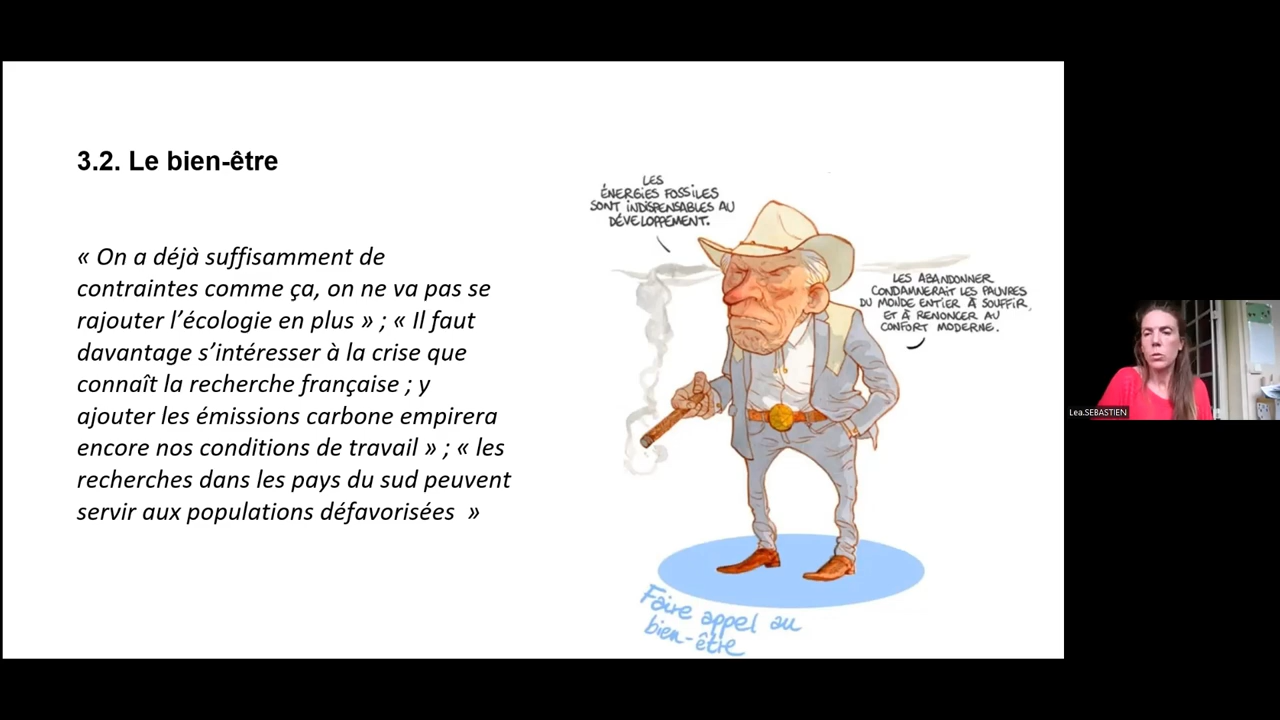 3.2. Le bien-être
« On a déjà suffisamment de
contraintes comme ça, on ne va pas se
rajouter l’écologie en plus » ; « Il faut
davantage s’intéresser à la crise que
connaît la recherche française ; y
ajouter les émissions carbone empirera
encore nos conditions de travail » ; « les
recherches dans les pays du sud peuvent
servir aux populations défavorisées »
LES
ÉNERGIES FOSSILES
SONT INDISPENSABLES AU
DÉVELOPPEMENT.
LES ABANDONNER
CONDAMNERAIT LES PAUVRES
DU MONDE ENTIER À SOUFFIR,
ET À RENONCER AU
CONFORT MODERNE.
Faire appel au
bien-être
Lea.SEBASTIEN